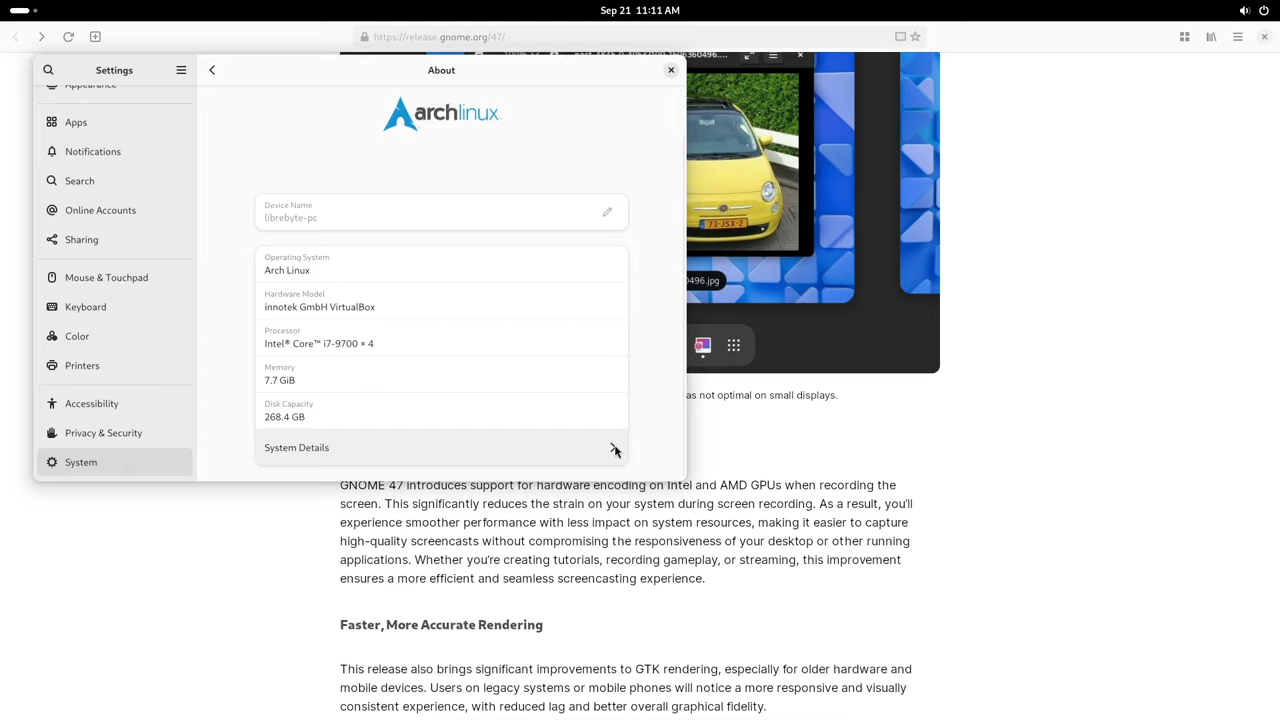 Sep 21 11:11 AM
https://release.gnome.org/47/
Settings
About
Appearance
Apps
Notifications
Search
Online Accounts
Sharing
Mouse & Touchpad
Keyboard
Color
Printers
Accessibility
Privacy & Security
System
archlinux
Device Name
librebyte-pc
Operating System
Arch Linux
Hardware Model
innotek GmbH VirtualBox
Processor
Intel® Core™ i7-9700 × 4
Memory
7.7 GiB
Disk Capacity
268.4 GB
System Details
73-JSX-2
0496.jpg
as not optimal on small displays.
GNOME 47 introduces support for hardware encoding on Intel and AMD GPUs when recording the
screen. This significantly reduces the strain on your system during screen recording. As a result, you’ll
experience smoother performance with less impact on system resources, making it easier to capture
high-quality screencasts without compromising the responsiveness of your desktop or other running
applications. Whether you’re creating tutorials, recording gameplay, or streaming, this improvement
ensures a more efficient and seamless screencasting experience.
Faster, More Accurate Rendering
This release also brings significant improvements to GTK rendering, especially for older hardware and
mobile devices. Users on legacy systems or mobile phones will notice a more responsive and visually
consistent experience, with reduced lag and better overall graphical fidelity.